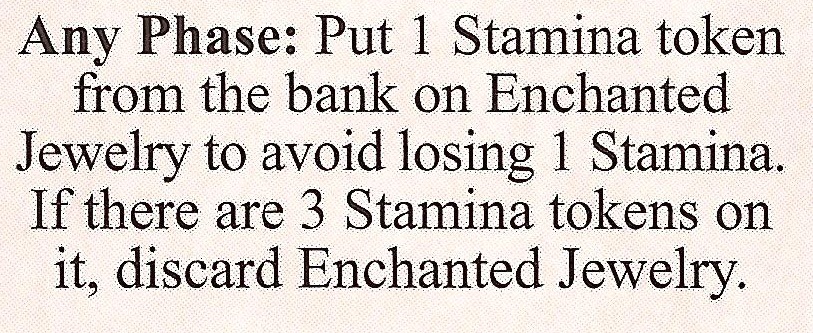 Any Phase: Put 1 Stamina token
from the bank on Enchanted
Jewelry to avoid losing 1 Stamina.
If there are 3 Stamina tokens on
it, discard Enchanted Jewelry.